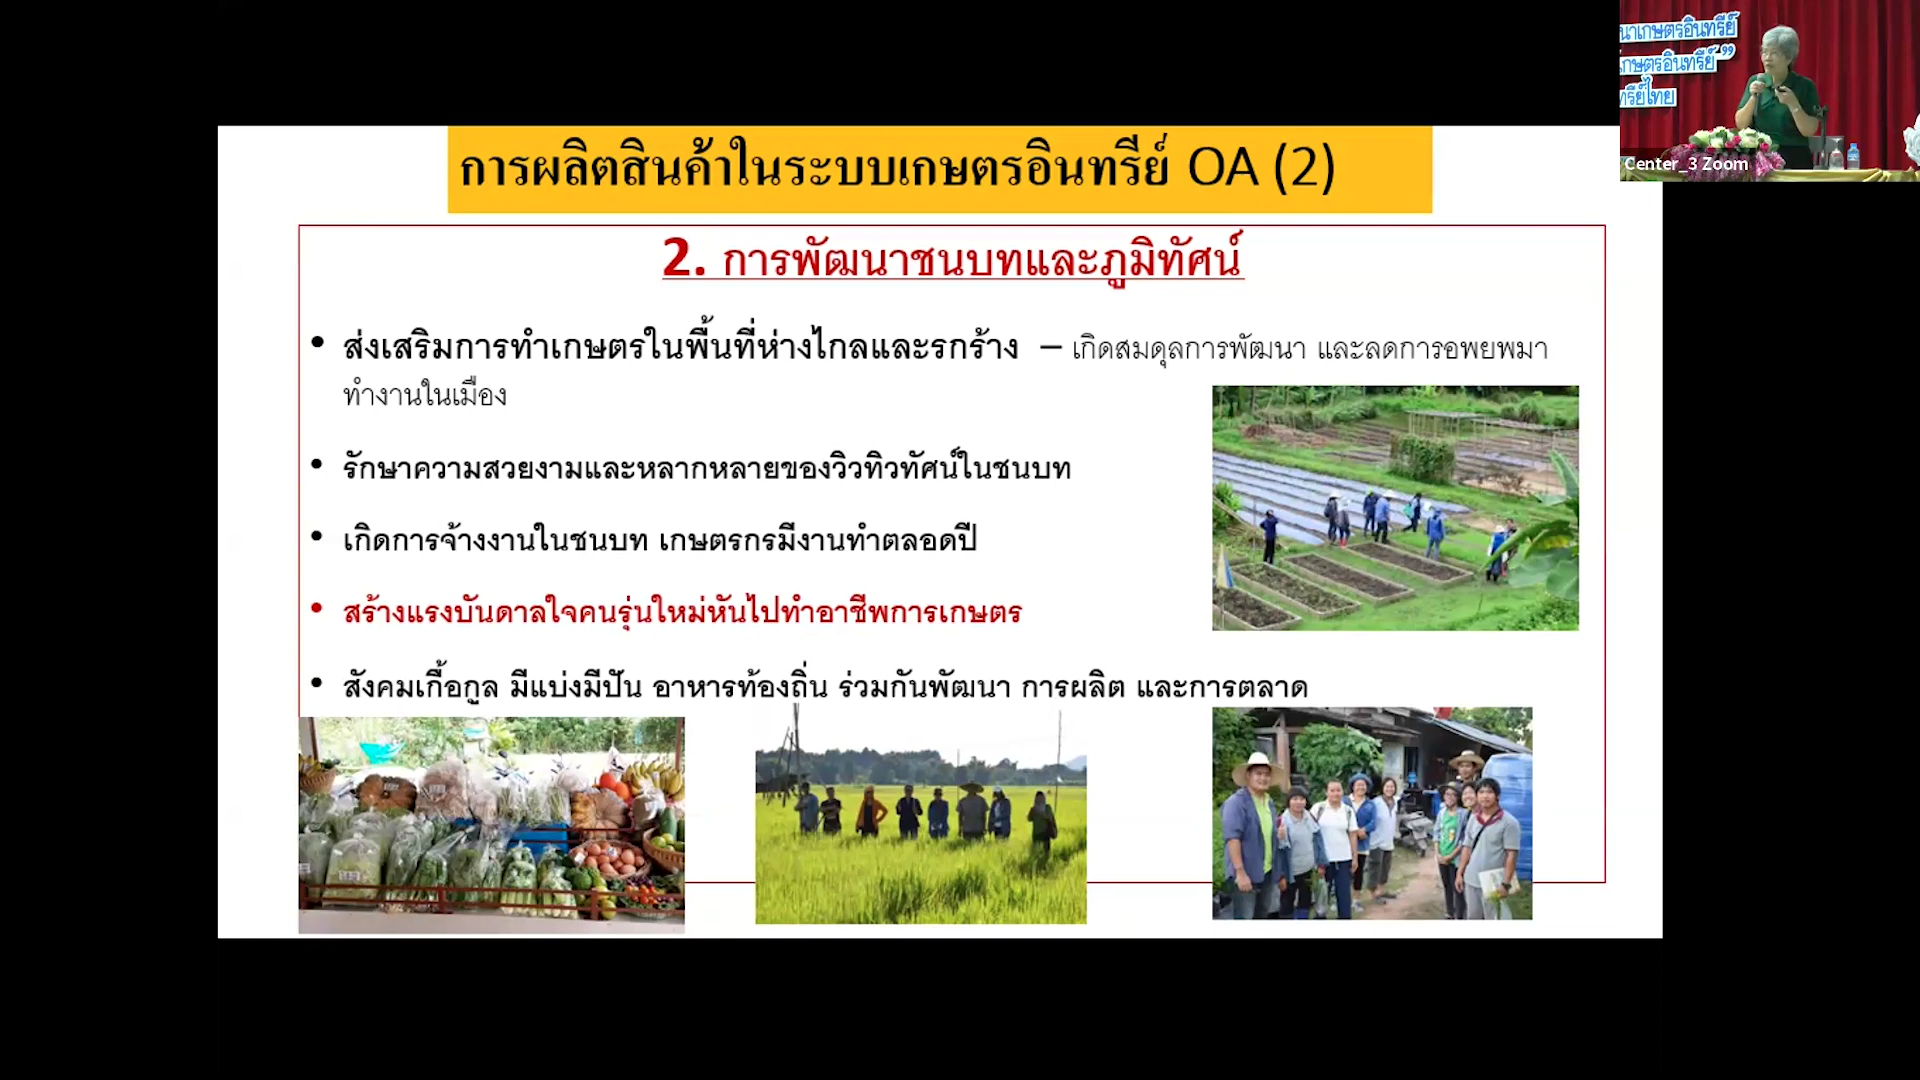 นาเกษตรอินทรีย์
เกษตรอินทรีย์ ”
ทรีย์ไทย
Center_3 Zoom
การผลิตสินค้าในระบบเกษตรอินทรีย์ OA (2)
2. การพัฒนาชนบทและภูมิทัศน์
• ส่งเสริมการทำเกษตรในพื้นที่ห่างไกลและรกร้าง – เกิดสมดุลการพัฒนา และลดการอพยพมา
ทำงานในเมือง
• รักษาความสวยงามและหลากหลายของวิวทิวทัศน์ในชนบท
• เกิดการจ้างงานในชนบท เกษตรกรมีงานทำตลอดปี
• สร้างแรงบันดาลใจคนรุ่นใหม่หันไปทำอาชีพการเกษตร
• สังคมเกื้อกูล มีแบ่งมีปัน อาหารท้องถิ่น ร่วมกันพัฒนา การผลิต และการตลาด